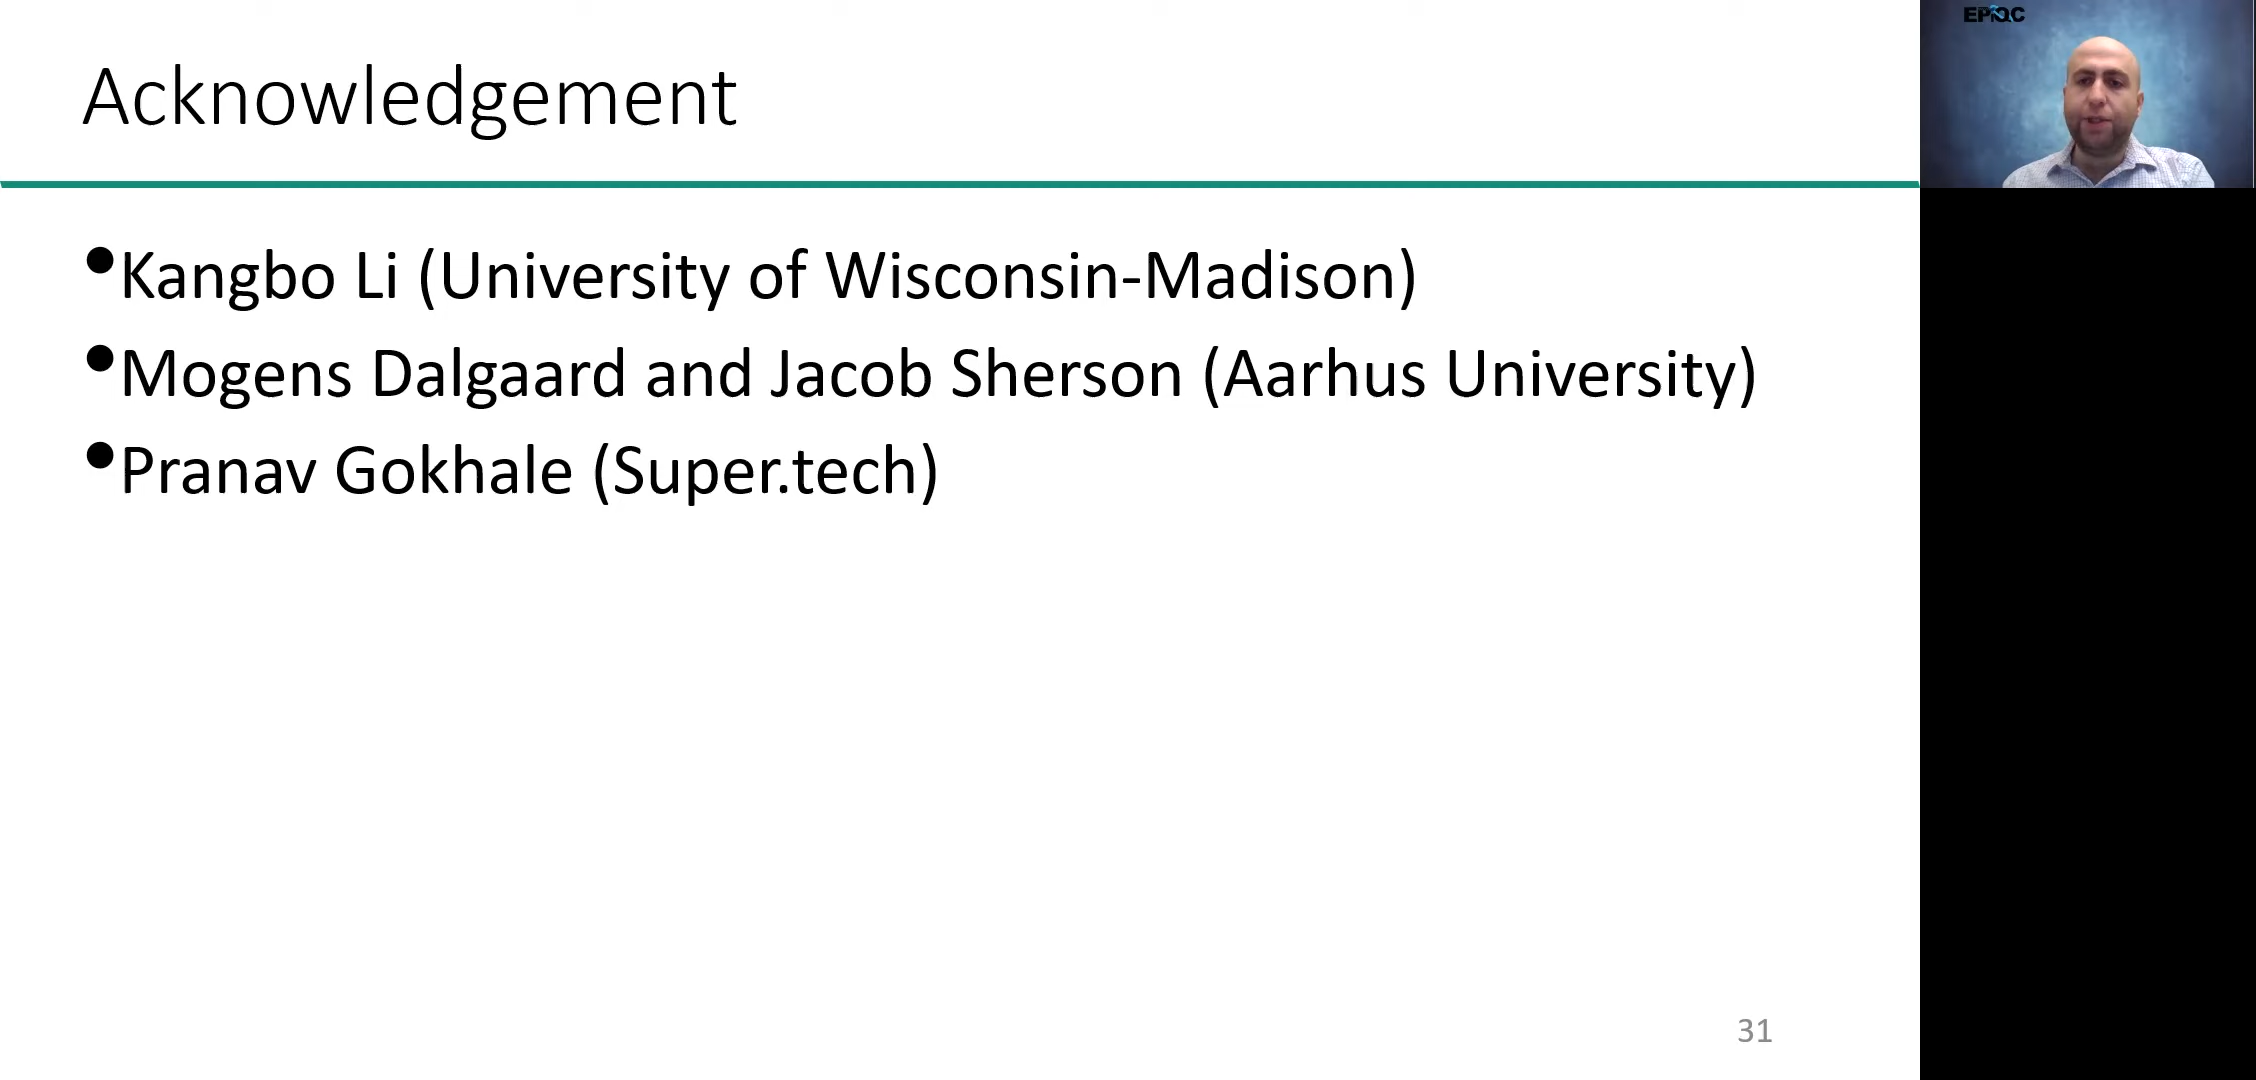 Acknowledgement
EPiQC
•Kangbo Li (University of Wisconsin-Madison)
•Mogens Dalgaard and Jacob Sherson (Aarhus University)
•Pranav Gokhale (Super.tech)
31